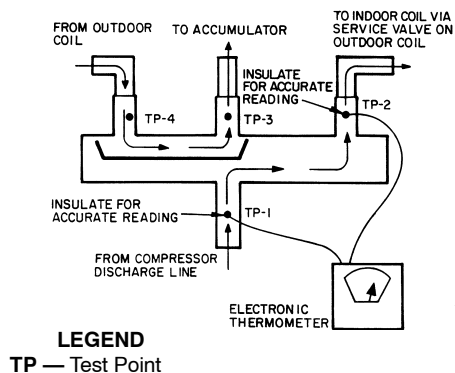 FROM OUTDOOR
COIL
TO ACCUMULATOR
TO INDOOR COIL VIA
SERVICE VALVE ON
OUTDOOR COIL
INSULATE
FOR ACCURATE
READING
TP-4
TP-3
TP-2
INSULATE FOR
ACCURATE READING
TP-1
FROM COMPRESSOR
DISCHARGE LINE
ELECTRONIC
THERMOMETER
LEGEND
TP — Test Point